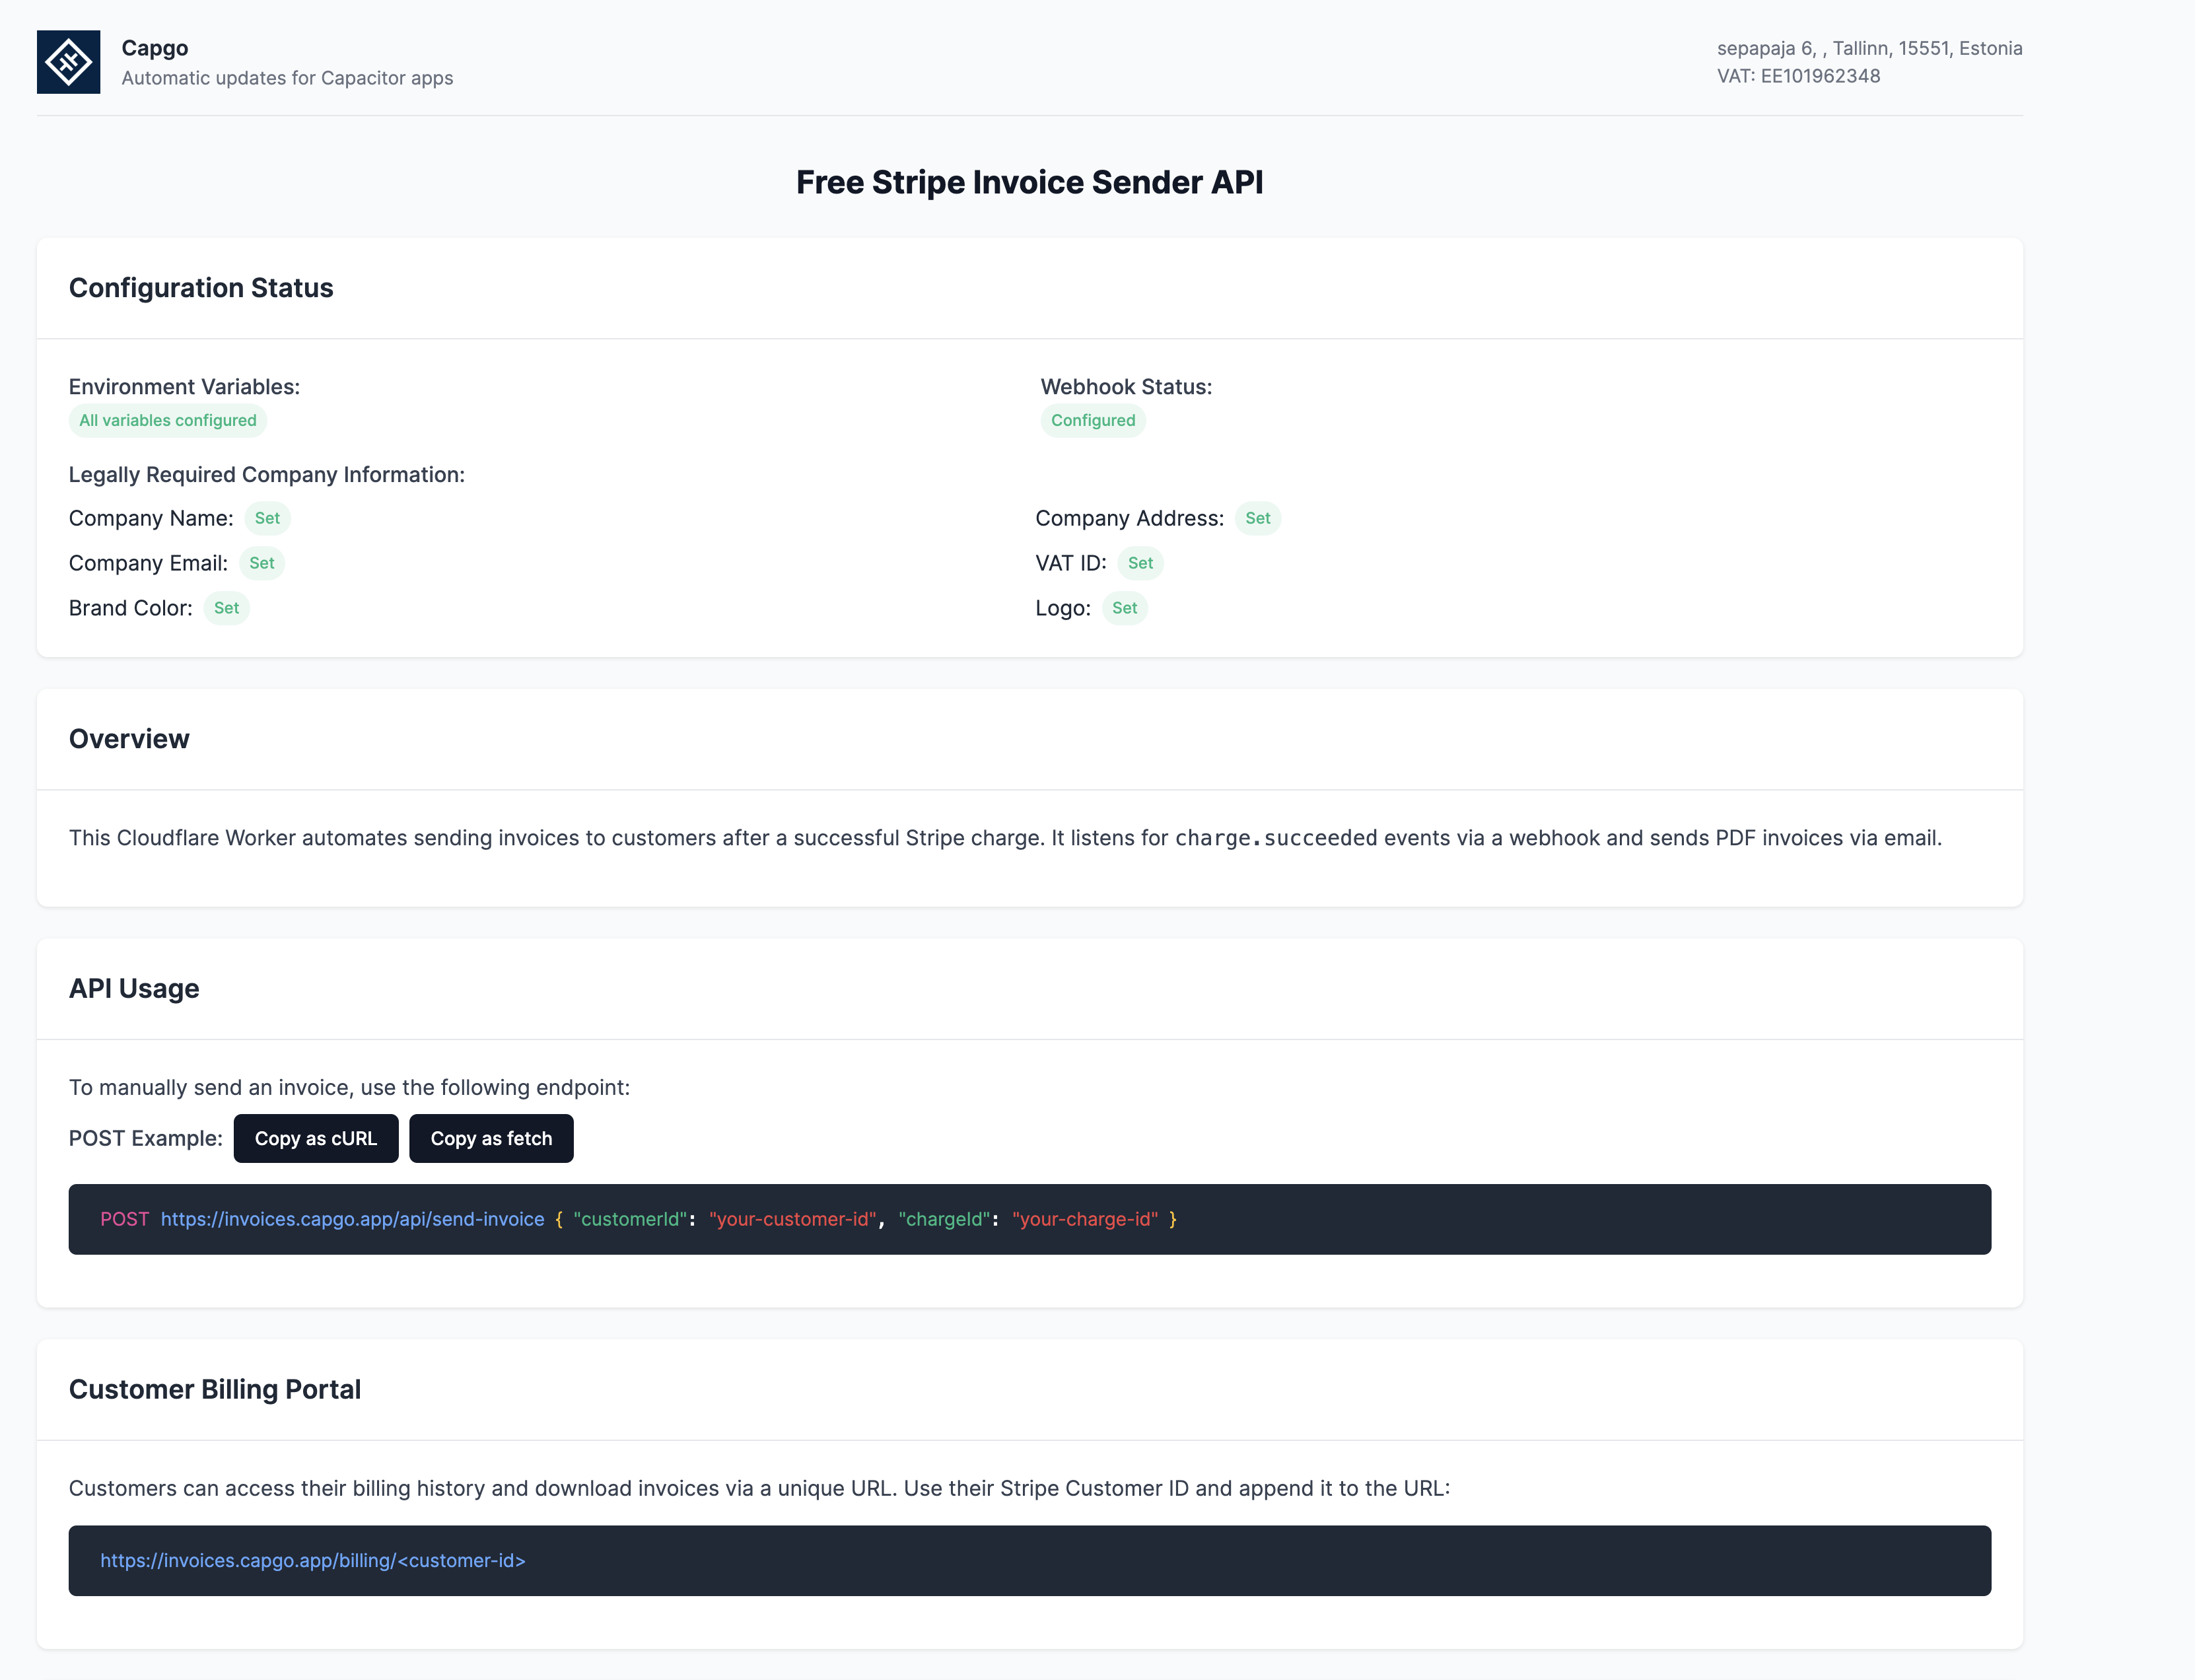 Capgo
Automatic updates for Capacitor apps
sepapaja 6, , Tallinn, 15551, Estonia
VAT: EE101962348
Free Stripe Invoice Sender API
Configuration Status
Environment Variables:
All variables configured
Webhook Status:
Configured
Legally Required Company Information:
Company Name: Set
Company Address: Set
Company Email: Set
VAT ID: Set
Brand Color: Set
Logo: Set
Overview
This Cloudflare Worker automates sending invoices to customers after a successful Stripe charge. It listens for charge.succeeded events via a webhook and sends PDF invoices via email.
API Usage
To manually send an invoice, use the following endpoint:
POST Example: Copy as cURL Copy as fetch
POST https://invoices.capgo.app/api/send-invoice { "customerId": "your-customer-id", "chargeId": "your-charge-id" }
Customer Billing Portal
Customers can access their billing history and download invoices via a unique URL. Use their Stripe Customer ID and append it to the URL:
https://invoices.capgo.app/billing/<customer-id>